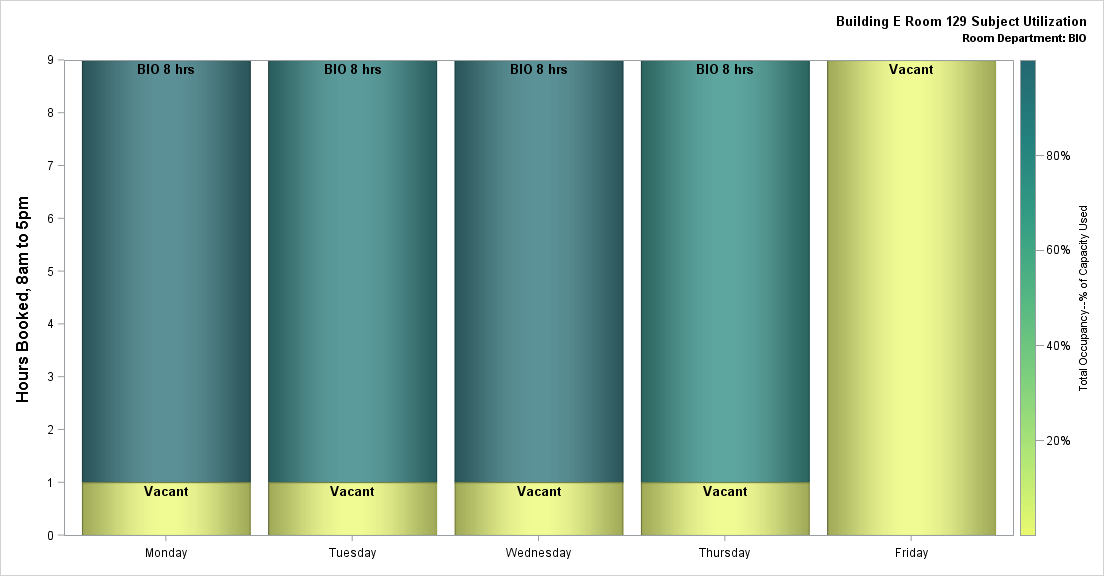 Building E Room 129 Subject Utilization
Room Department: BIO
Hours Booked, 8am to 5pm
9
8
7
6
5
4
3
2
1
0
BIO 8 hrs
BIO 8 hrs
BIO 8 hrs
BIO 8 hrs
Vacant
Vacant
Vacant
Vacant
Vacant
Monday
Tuesday
Wednesday
Thursday
Friday
80%
60%
40%
20%
Total Occupancy--% of Capacity Used